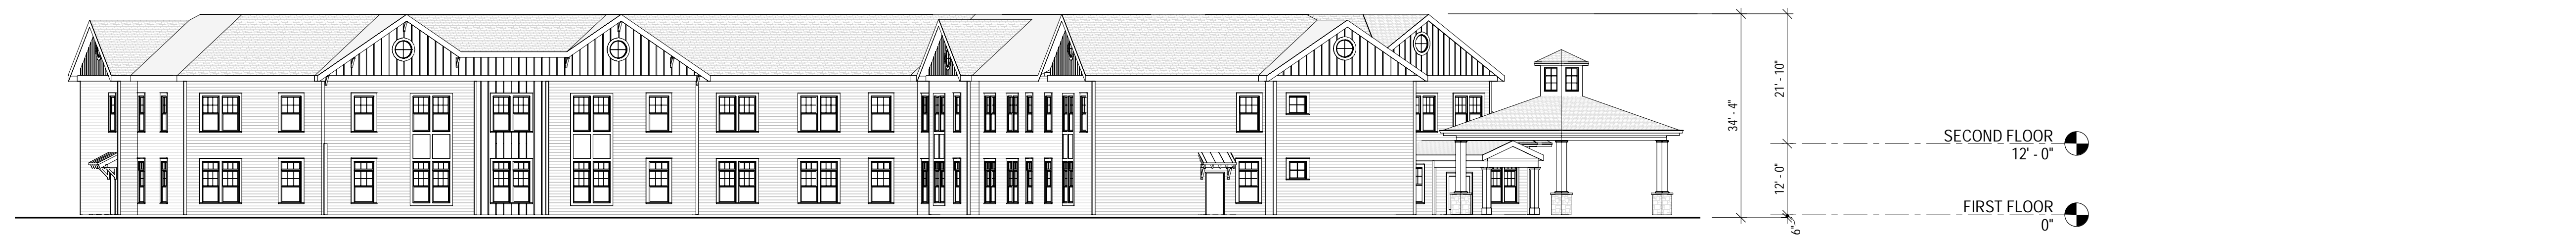 34' - 4"
21' - 10"
12' - 0"
6"
SECOND FLOOR
12' - 0"
FIRST FLOOR
0"